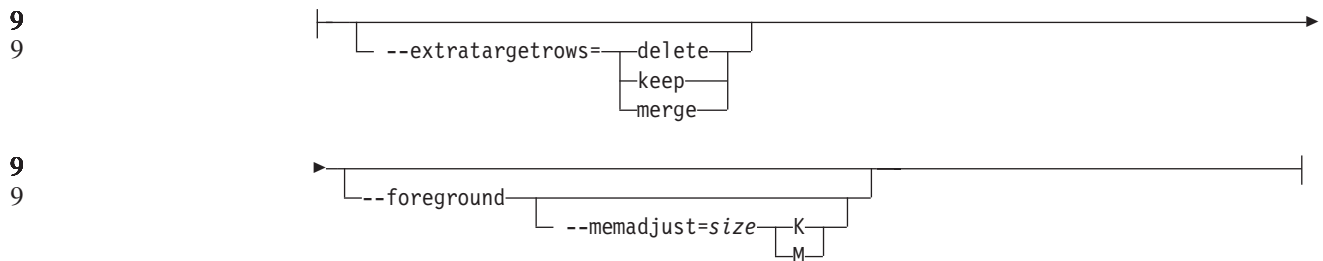 9
9 --extratargetrows= delete
keep
merge
9
9 --foreground
--memadjust=size K
M